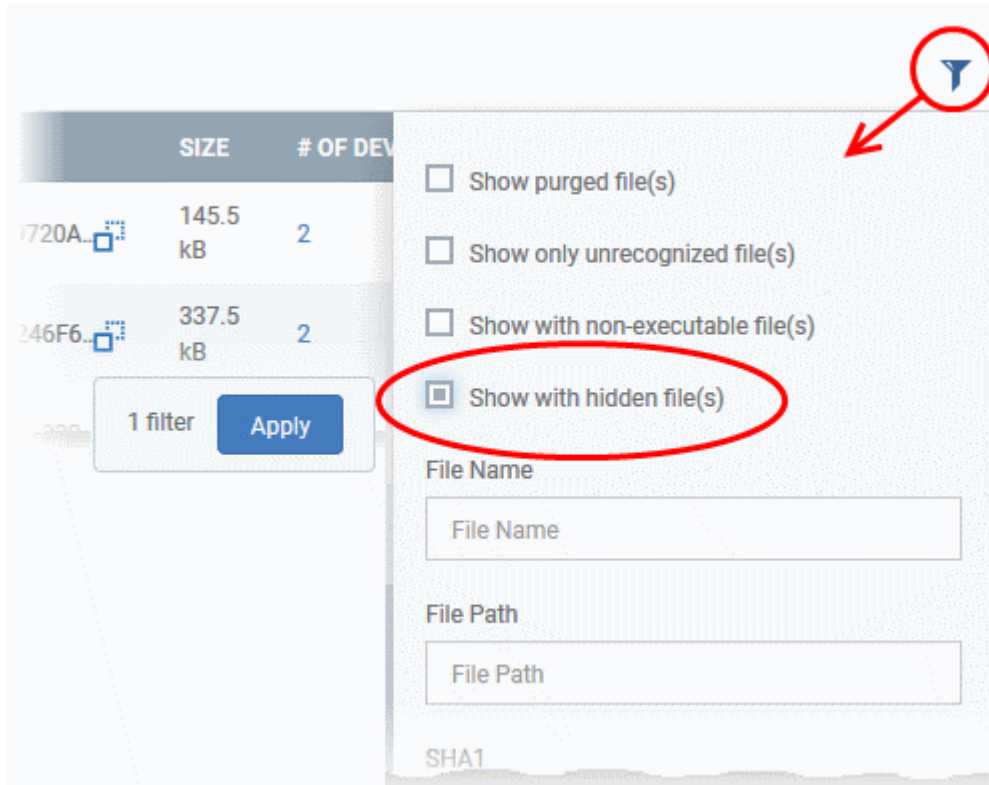 SIZE # OF DEV
Show purged file(s)
720A.. 145.5 kB 2
Show only unrecognized file(s)
246F6.. 337.5 kB 2
Show with non-executable file(s)
Show with hidden file(s)
1 filter Apply
File Name
File Name
File Path
File Path
SHA1